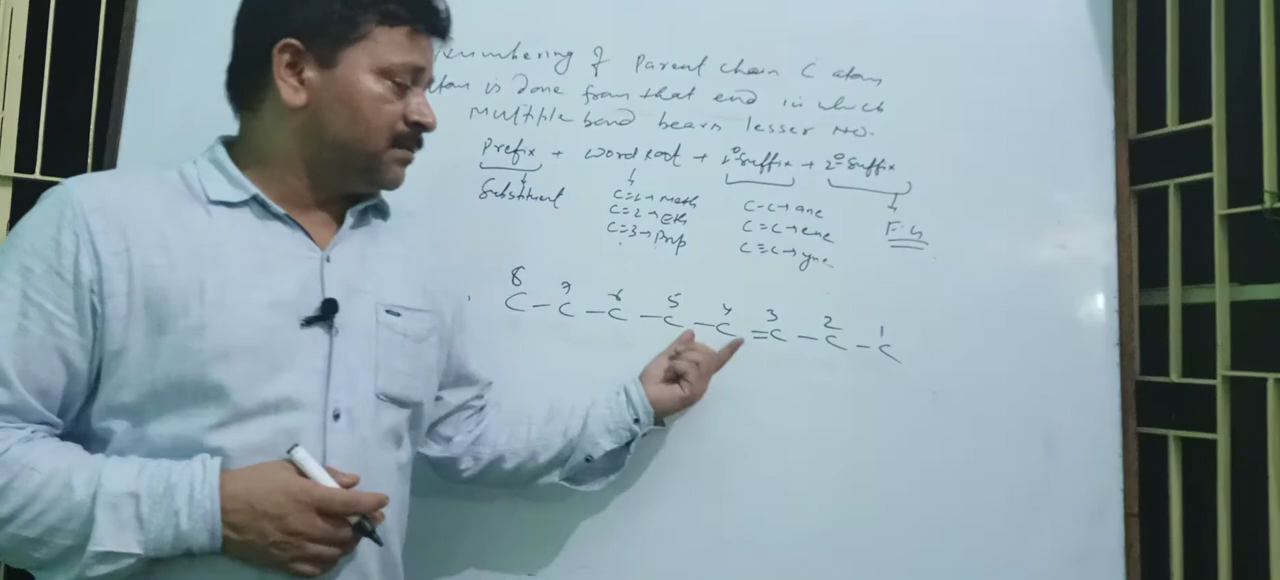 Numbering of Parent chain C atom
atom is done from that end in which
Multiple bond bears lesser No.
Prefix + Word Root + 1° Suffix + 2° Suffix
Substituent
C=1→Meth
C=2→Eth
C=3→Prop
C-C→ane
C=C→ene
C≡C→yne
F.G
8 7 6 5 4 3 2 1
C-C-C-C-C=C-C-C